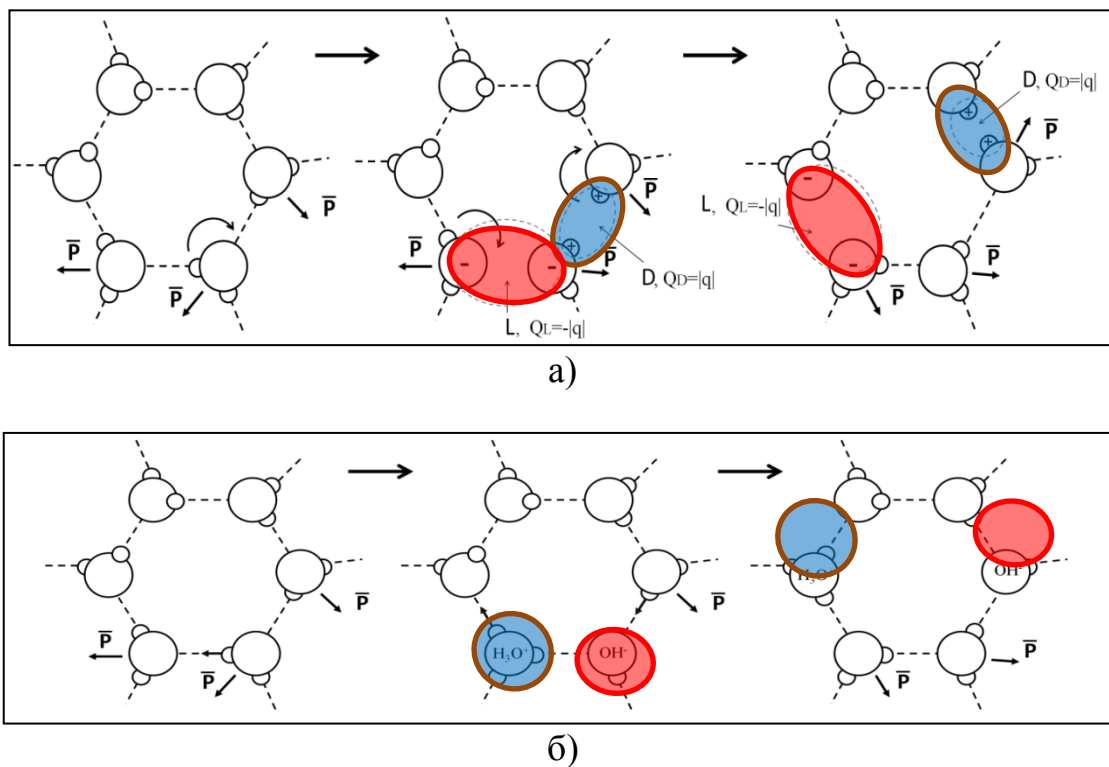 P̅
P̅
P̅
-
-
+
+
P̅
P̅
P̅
D, QD=|q|
L, QL=-|q|
D, QD=|q|
+
+
P̅
-
-
L, QL=-|q|
P̅
P̅
а)
P̅
P̅
P̅
H₃O⁺
OH⁻
P̅
H₃O
OH⁻
P̅
P̅
б)